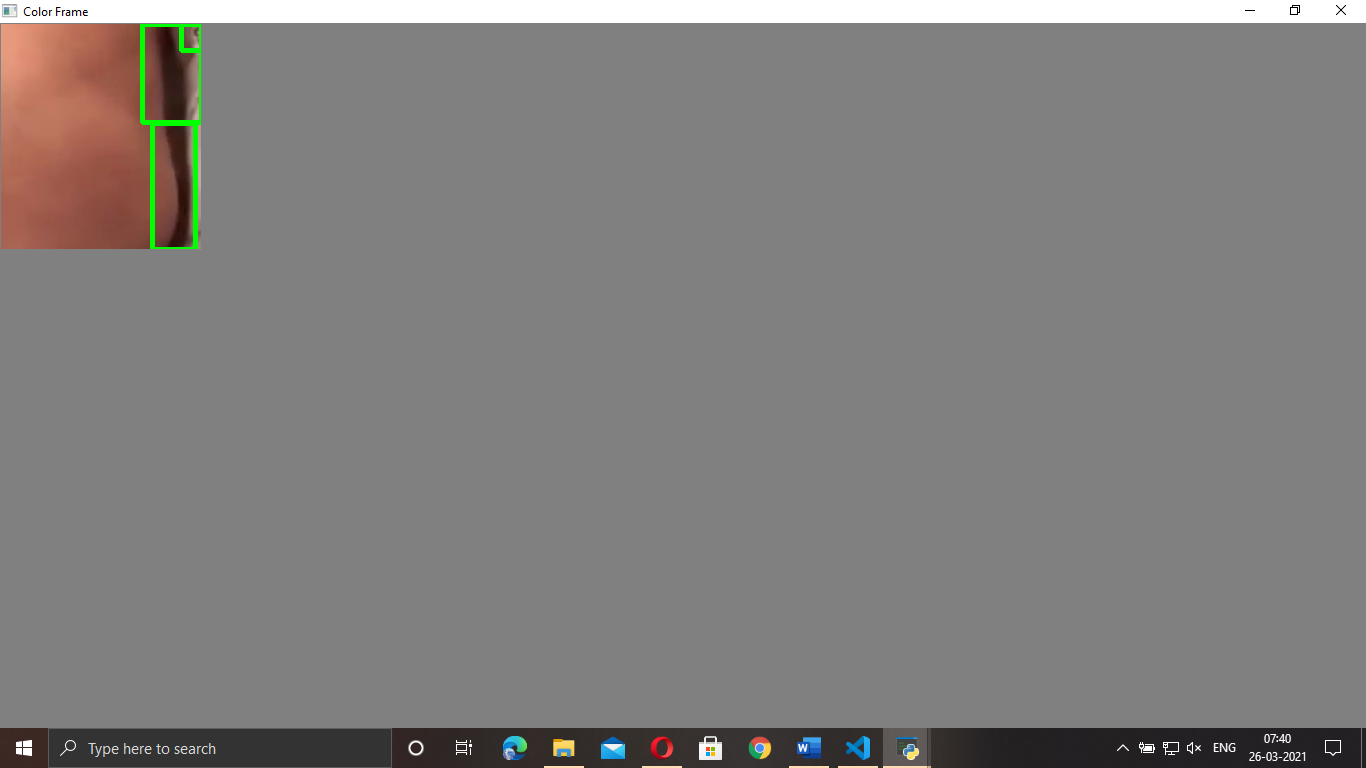 Color Frame
Type here to search
ENG
07:40
26-03-2021